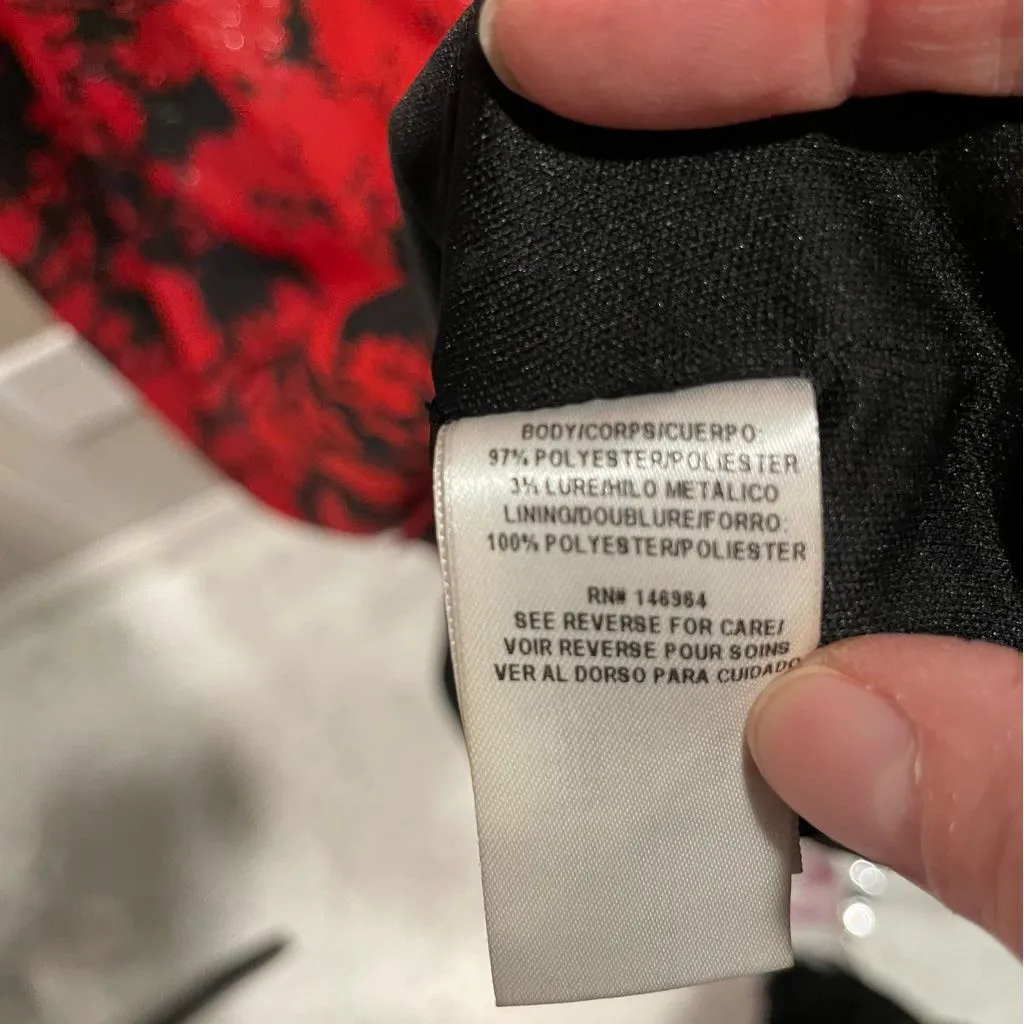 BODY/CORPS/CUERPO:
97% POLYESTER/POLIESTER
3% LURE/HILO METÁLICO
LINING/DOUBLURE/FORRO:
100% POLYESTER/POLIESTER
RN# 146964
SEE REVERSE FOR CARE/
VOIR REVERSE POUR SOINS
VER AL DORSO PARA CUIDADO